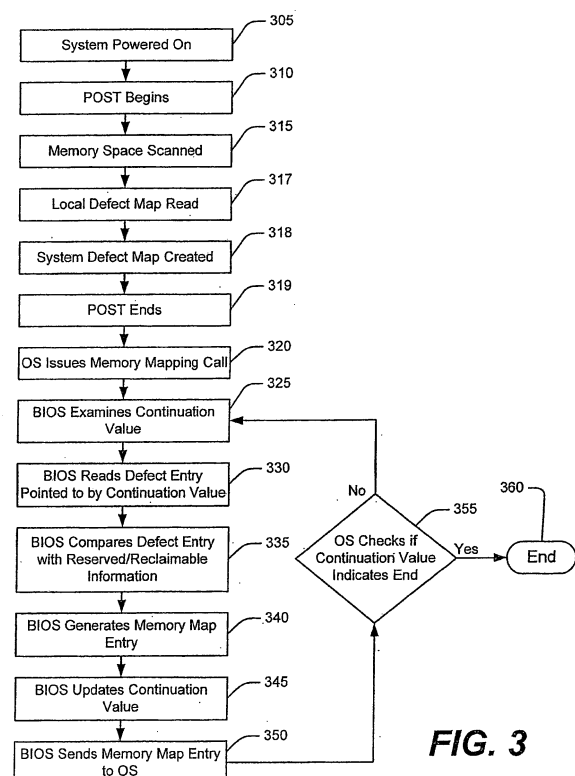 305
System Powered On
310
POST Begins
315
Memory Space Scanned
317
Local Defect Map Read
318
System Defect Map Created
319
POST Ends
320
OS Issues Memory Mapping Call
325
BIOS Examines Continuation
Value
330
BIOS Reads Defect Entry
Pointed to by Continuation Value
335
BIOS Compares Defect Entry
with Reserved/Reclaimable
Information
340
BIOS Generates Memory Map
Entry
345
BIOS Updates Continuation
Value
350
BIOS Sends Memory Map Entry
to OS
No
355
OS Checks if
Continuation Value
Indicates End
Yes
360
End
FIG. 3